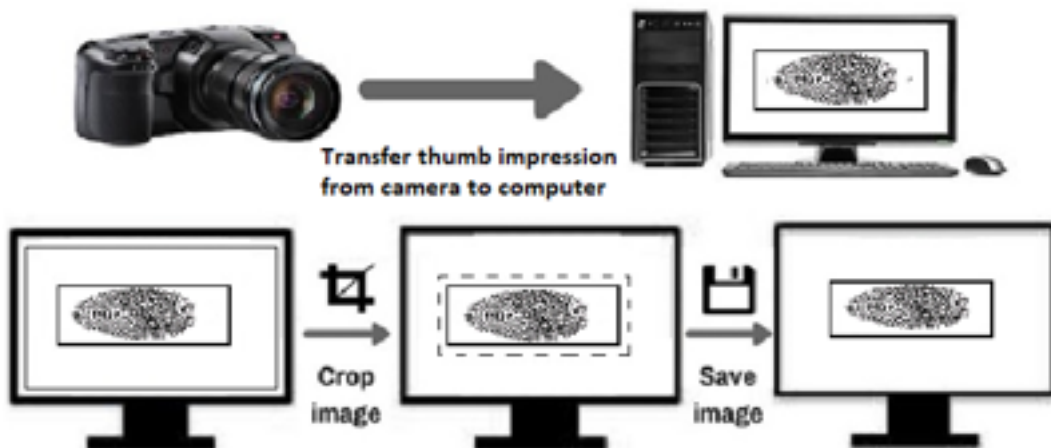 Transfer thumb impression
from camera to computer
Crop
image
Save
image